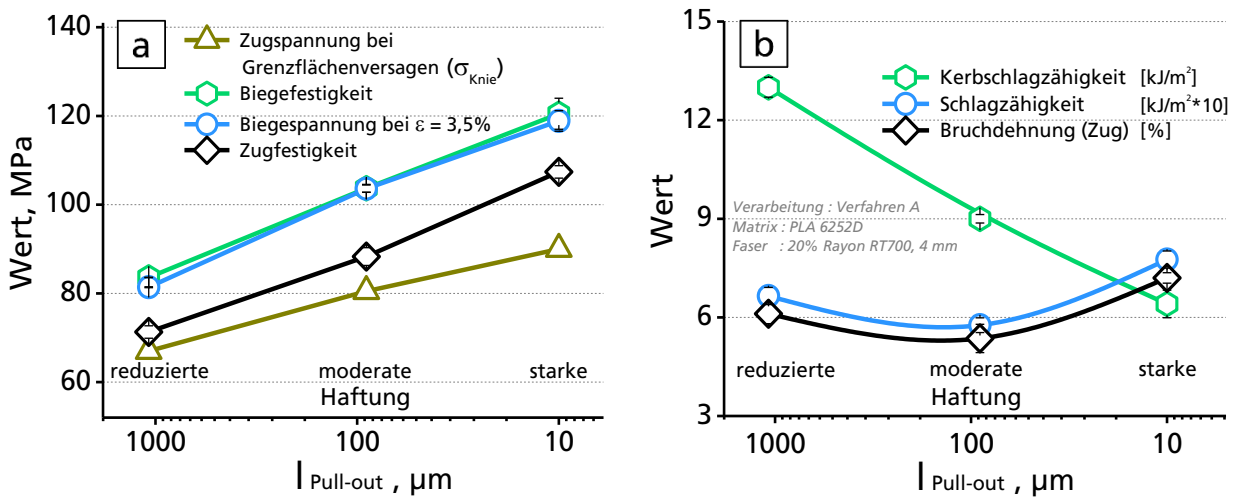 a
Zugspannung bei
Grenzflächenversagen (σKnie)
Biegefestigkeit
Biegespannung bei ε = 3,5%
Zugfestigkeit
Wert, MPa
140
120
100
80
60
reduzierte
moderate
starke
Haftung
1000
100
10
l Pull-out , µm
b
Kerbschlagzähigkeit [kJ/m²]
Schlagzähigkeit [kJ/m²*10]
Bruchdehnung (Zug) [%]
Verarbeitung : Verfahren A
Matrix : PLA 6252D
Faser : 20% Rayon RT700, 4 mm
Wert
15
12
9
6
3
reduzierte
moderate
starke
Haftung
1000
100
10
l Pull-out , µm